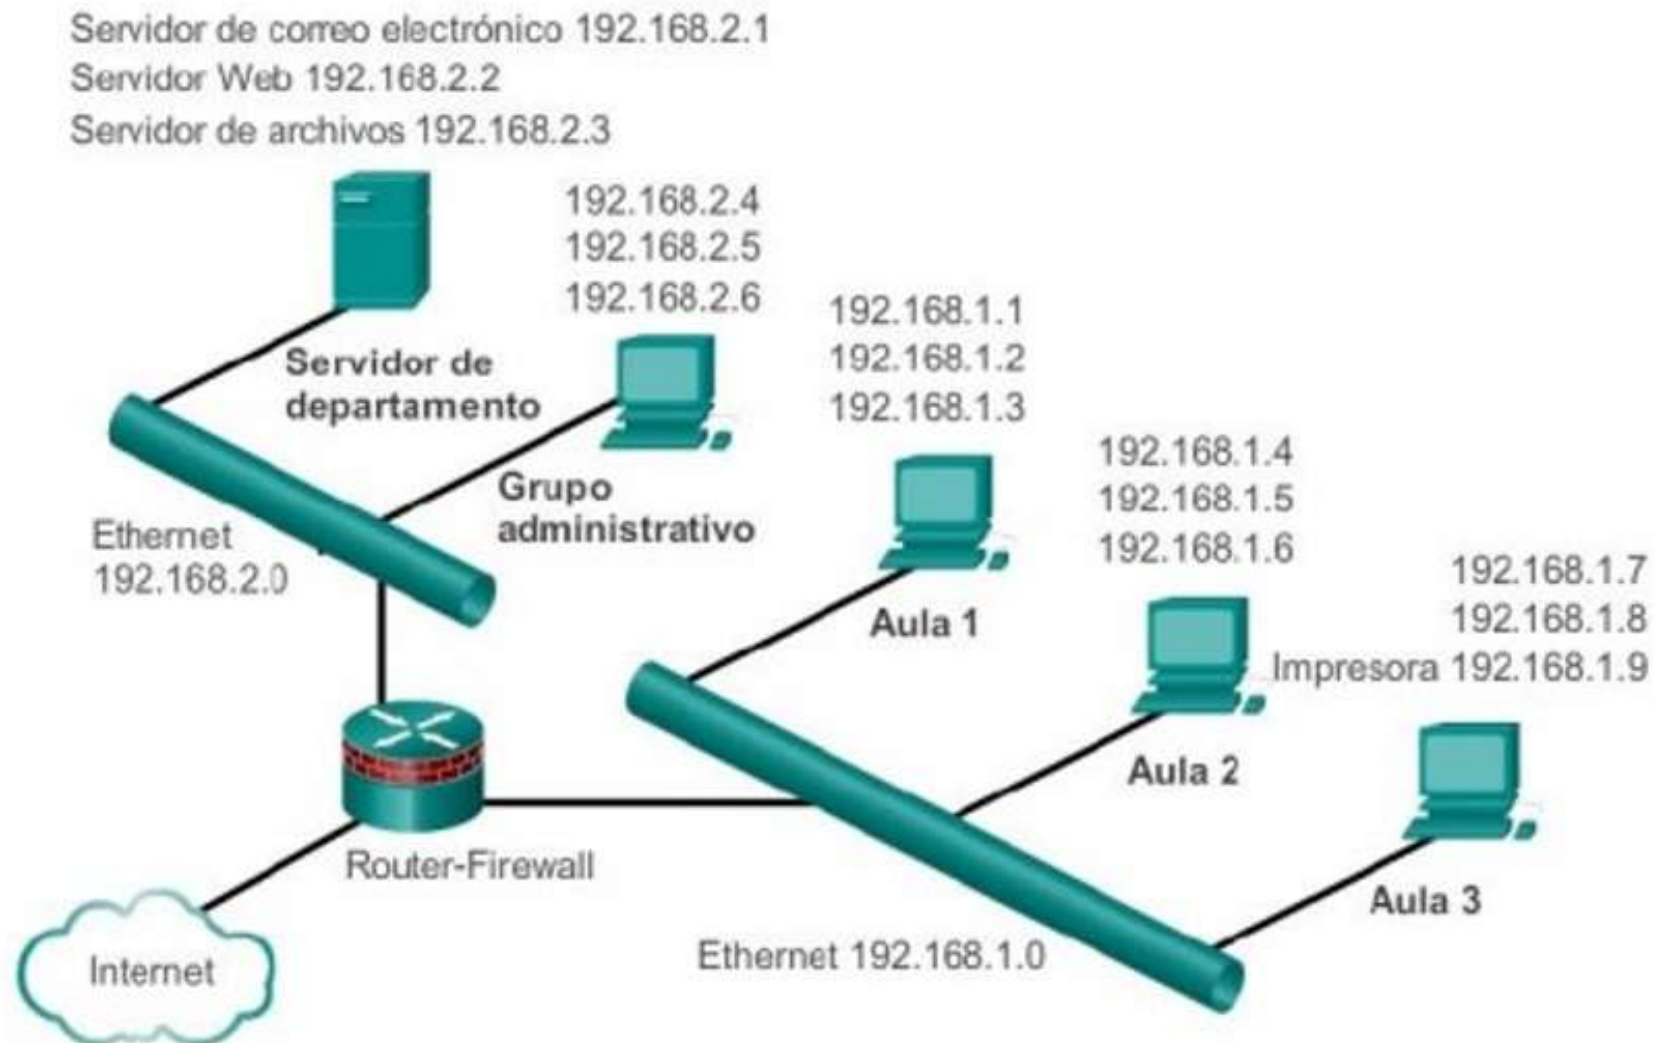 Servidor de correo electrónico 192.168.2.1
Servidor Web 192.168.2.2
Servidor de archivos 192.168.2.3
192.168.2.4
192.168.2.5
192.168.2.6
Servidor de
departamento
192.168.1.1
192.168.1.2
192.168.1.3
Grupo
administrativo
Ethernet
192.168.2.0
192.168.1.4
192.168.1.5
192.168.1.6
Aula 1
192.168.1.7
192.168.1.8
Impresora 192.168.1.9
Aula 2
Router-Firewall
Aula 3
Ethernet 192.168.1.0
Internet